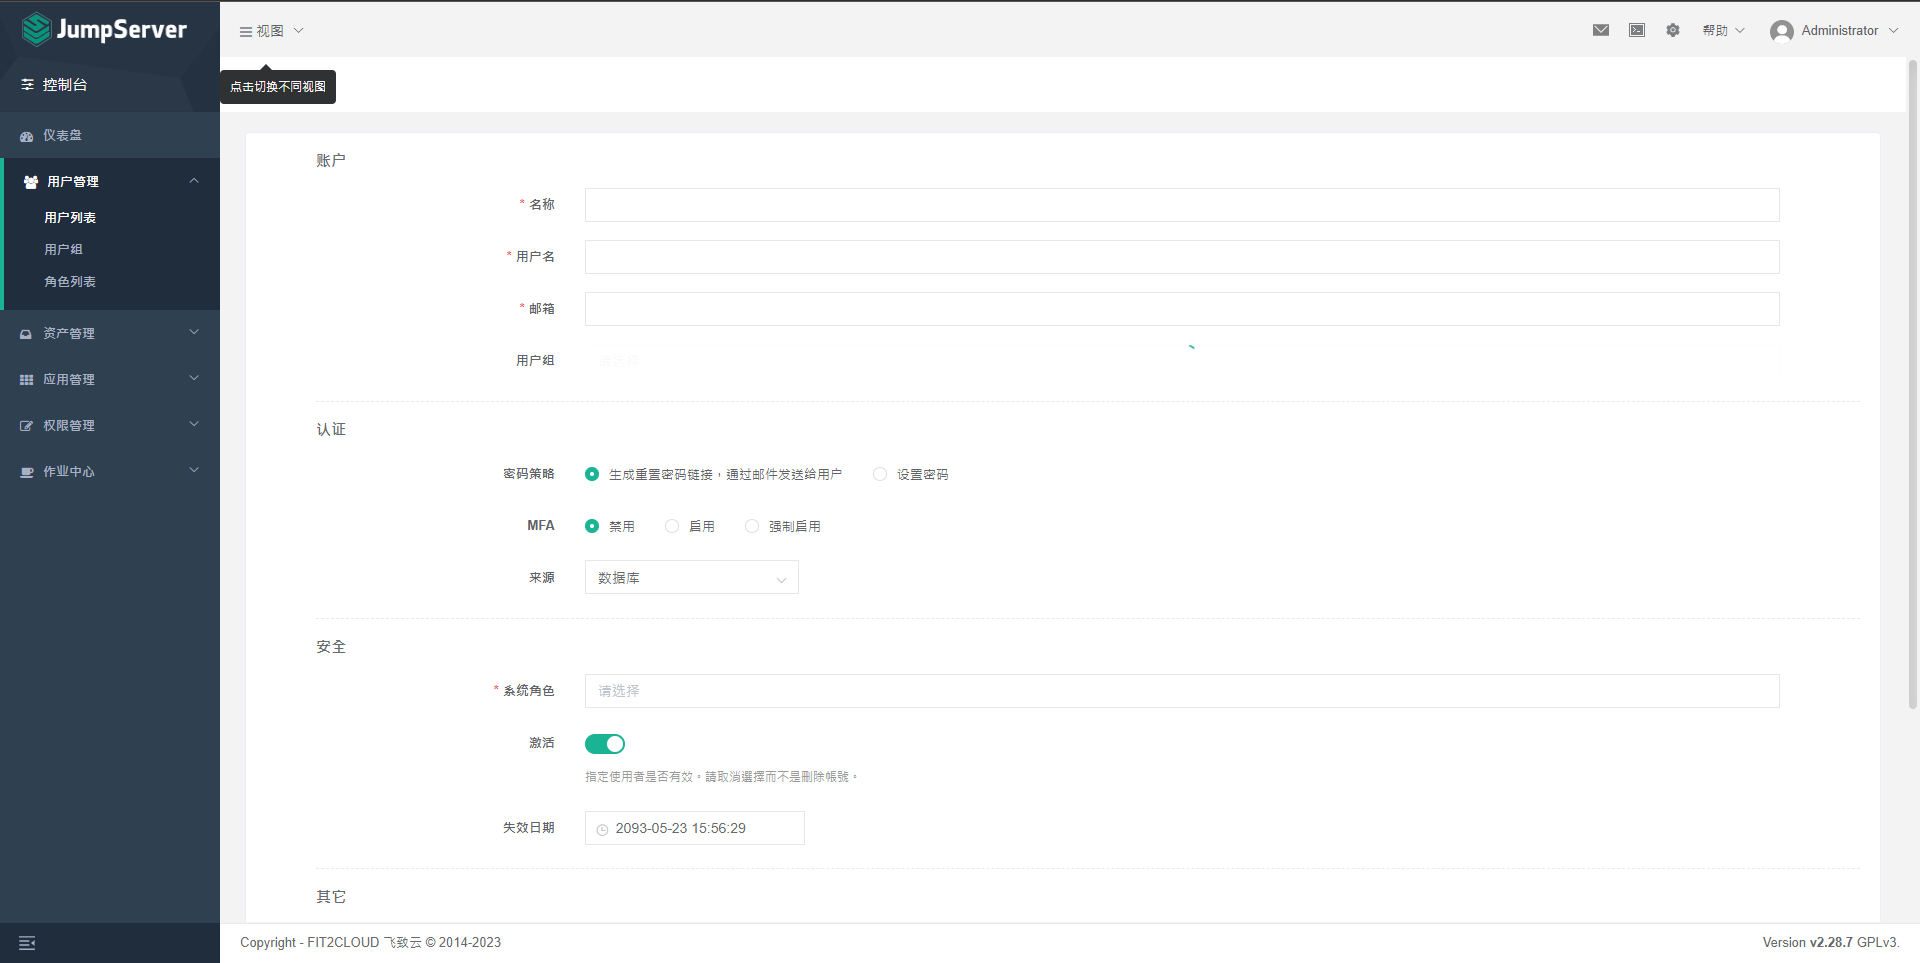 JumpServer
视图
帮助
Administrator
控制台
点击切换不同视图
仪表盘
用户管理
用户列表
用户组
角色列表
资产管理
应用管理
权限管理
作业中心
账户
* 名称
* 用户名
* 邮箱
用户组 请选择
认证
密码策略 生成重置密码链接，通过邮件发送给用户 设置密码
MFA 禁用 启用 强制启用
来源 数据库
安全
* 系统角色 请选择
激活
指定使用者是否有效。請取消選擇而不是刪除帳號。
失效日期 2093-05-23 15:56:29
其它
Copyright - FIT2CLOUD 飞致云 © 2014-2023
Version v2.28.7 GPLv3.